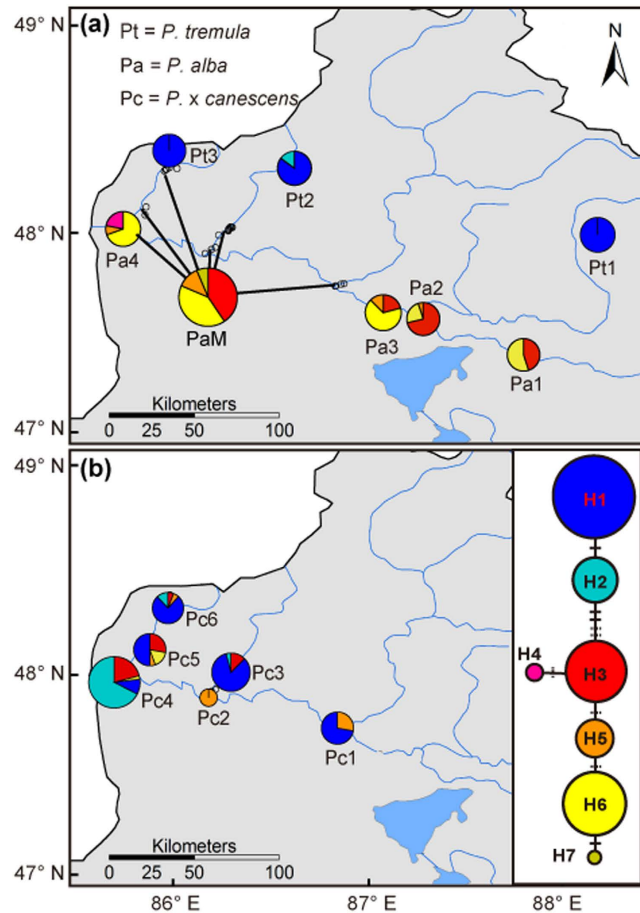 49° N
(a)
Pt = P. tremula
Pa = P. alba
Pc = P. x canescens
N
Pt3
Pt2
48° N
Pa4
Pt1
PaM
Pa2
Pa3
Pa1
Kilometers
0 25 50 100
47° N
49° N
(b)
H1
H2
Pc6
Pc5
Pc3
H4
H3
48° N
Pc4
Pc2
Pc1
H5
H6
Kilometers
0 25 50 100
H7
47° N
86° E
87° E
88° E